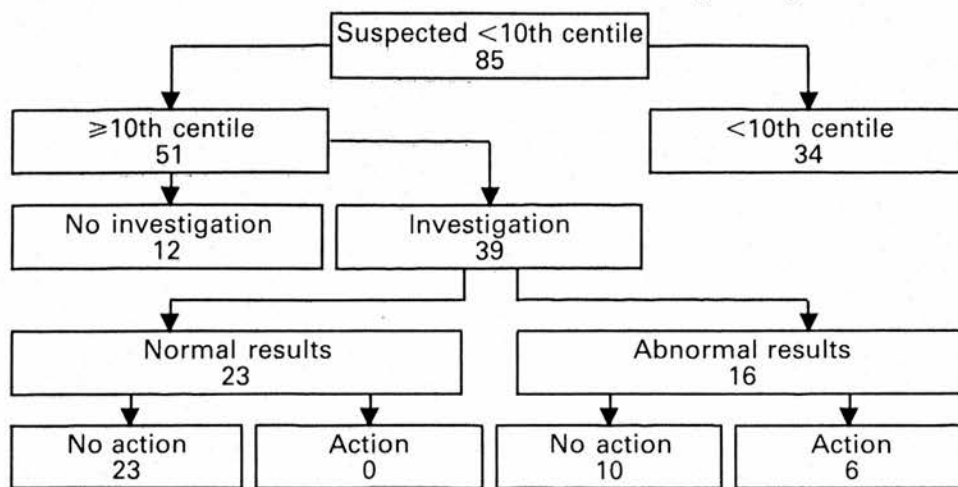 Suspected <10th centile
85
⩾10th centile
51
<10th centile
34
No investigation
12
Investigation
39
Normal results
23
Abnormal results
16
No action
23
Action
0
No action
10
Action
6